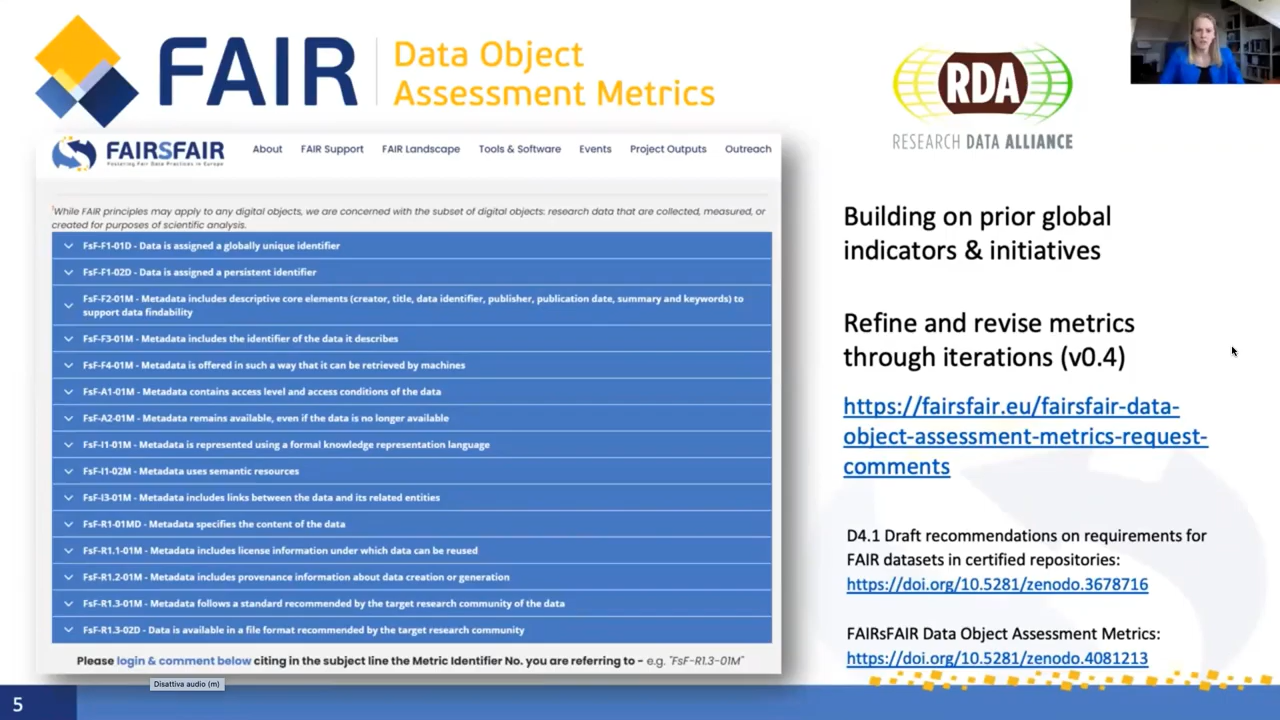 FAIR
Data Object
Assessment Metrics
RDA
RESEARCH DATA ALLIANCE
FAIRSFAIR
Fostering Fair Data Practices in Europe
About FAIR Support FAIR Landscape Tools & Software Events Project Outputs Outreach
¹While FAIR principles may apply to any digital objects, we are concerned with the subset of digital objects: research data that are collected, measured, or
created for purposes of scientific analysis.
FsF-F1-01D - Data is assigned a globally unique identifier
FsF-F1-02D - Data is assigned a persistent identifier
FsF-F2-01M - Metadata includes descriptive core elements (creator, title, data identifier, publisher, publication date, summary and keywords) to
support data findability
FsF-F3-01M - Metadata includes the identifier of the data it describes
FsF-F4-01M - Metadata is offered in such a way that it can be retrieved by machines
FsF-A1-01M - Metadata contains access level and access conditions of the data
FsF-A2-01M - Metadata remains available, even if the data is no longer available
FsF-I1-01M - Metadata is represented using a formal knowledge representation language
FsF-I1-02M - Metadata uses semantic resources
FsF-I3-01M - Metadata includes links between the data and its related entities
FsF-R1-01MD - Metadata specifies the content of the data
FsF-R1.1-01M - Metadata includes license information under which data can be reused
FsF-R1.2-01M - Metadata includes provenance information about data creation or generation
FsF-R1.3-01M - Metadata follows a standard recommended by the target research community of the data
FsF-R1.3-02D - Data is available in a file format recommended by the target research community
Please login & comment below citing in the subject line the Metric Identifier No. you are referring to - e.g. "FsF-R1.3-01M"
Building on prior global
indicators & initiatives
Refine and revise metrics
through iterations (v0.4)
https://fairsfair.eu/fairsfair-data-
object-assessment-metrics-request-
comments
D4.1 Draft recommendations on requirements for
FAIR datasets in certified repositories:
https://doi.org/10.5281/zenodo.3678716
FAIRsFAIR Data Object Assessment Metrics:
https://doi.org/10.5281/zenodo.4081213
Disattiva audio (m)
5